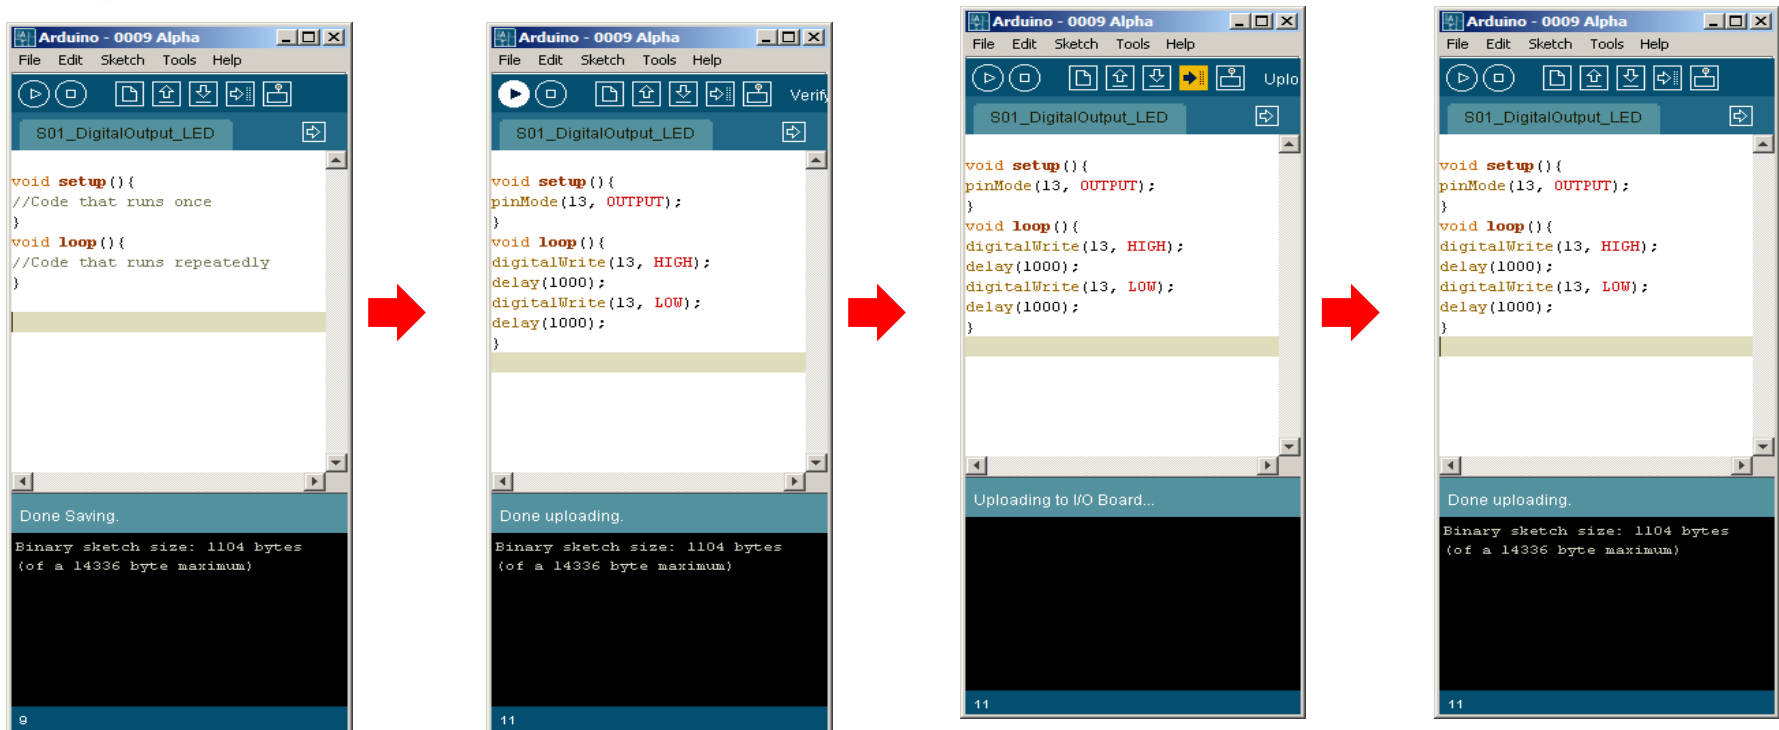 Arduino - 0009 Alpha
File Edit Sketch Tools Help
S01_DigitalOutput_LED
void setup(){
//Code that runs once
}
void loop(){
//Code that runs repeatedly
}
Done Saving.
Binary sketch size: 1104 bytes
(of a 14336 byte maximum)
9
Arduino - 0009 Alpha
File Edit Sketch Tools Help
Verify
S01_DigitalOutput_LED
void setup(){
pinMode(13, OUTPUT);
}
void loop(){
digitalWrite(13, HIGH);
delay(1000);
digitalWrite(13, LOW);
delay(1000);
}
Done uploading.
Binary sketch size: 1104 bytes
(of a 14336 byte maximum)
11
Arduino - 0009 Alpha
File Edit Sketch Tools Help
Uplo
S01_DigitalOutput_LED
void setup(){
pinMode(13, OUTPUT);
}
void loop(){
digitalWrite(13, HIGH);
delay(1000);
digitalWrite(13, LOW);
delay(1000);
}
Uploading to I/O Board...
11
Arduino - 0009 Alpha
File Edit Sketch Tools Help
S01_DigitalOutput_LED
void setup(){
pinMode(13, OUTPUT);
}
void loop(){
digitalWrite(13, HIGH);
delay(1000);
digitalWrite(13, LOW);
delay(1000);
}
Done uploading.
Binary sketch size: 1104 bytes
(of a 14336 byte maximum)
11